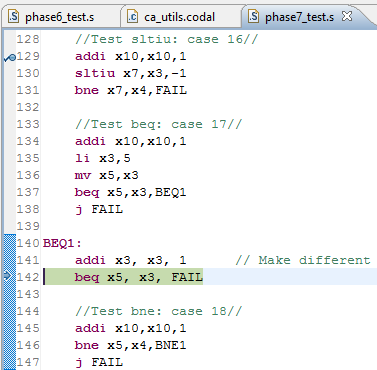 phase6_test.s ca_utils.codal phase7_test.s
128 //Test sltiu: case 16//
129 addi x10,x10,1
130 sltiu x7,x3,-1
131 bne x7,x4,FAIL
132
133 //Test beq: case 17//
134 addi x10,x10,1
135 li x3,5
136 mv x5,x3
137 beq x5,x3,BEQ1
138 j FAIL
139
140 BEQ1:
141 addi x3, x3, 1 // Make different
142 beq x5, x3, FAIL
143
144 //Test bne: case 18//
145 addi x10,x10,1
146 bne x5,x4,BNE1
147 j FAIL